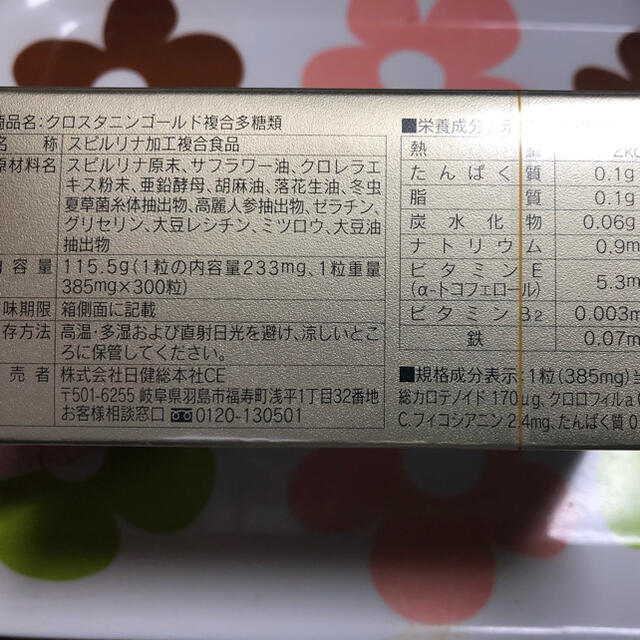 品名:クロスタニンゴールド複合多糖類
名 称 スピルリナ加工複合食品
原材料名 スピルリナ原末、サフラワー油、クロレラエ
キス粉末、亜鉛酵母、胡麻油、落花生油、冬虫
夏草菌糸体抽出物、高麗人参抽出物、ゼラチン、
グリセリン、大豆レシチン、ミツロウ、大豆油
抽出物
内容量 115.5g(1粒の内容量233mg、1粒重量
385mg×300粒)
味期限 箱側面に記載
存方法 高温・多湿および直射日光を避け、涼しいとこ
ろに保管してください。
売者 株式会社日健総本社CE
〒501-6255 岐阜県羽島市福寿町浅平1丁目32番地
お客様相談窓口 0120-130501
■栄養成分表示
熱 量 2kc
たんぱく質 0.1g
脂 質 0.1g
炭水化物 0.06g
ナトリウム 0.9m
ビタミンE
(α-トコフェロール) 5.3m
ビタミンB2 0.003m
鉄 0.07m
■規格成分表示:1粒(385mg)当
総カロテノイド 170μg、クロロフィルa
C.フィコシアニン 2.4mg、たんぱく質 0.